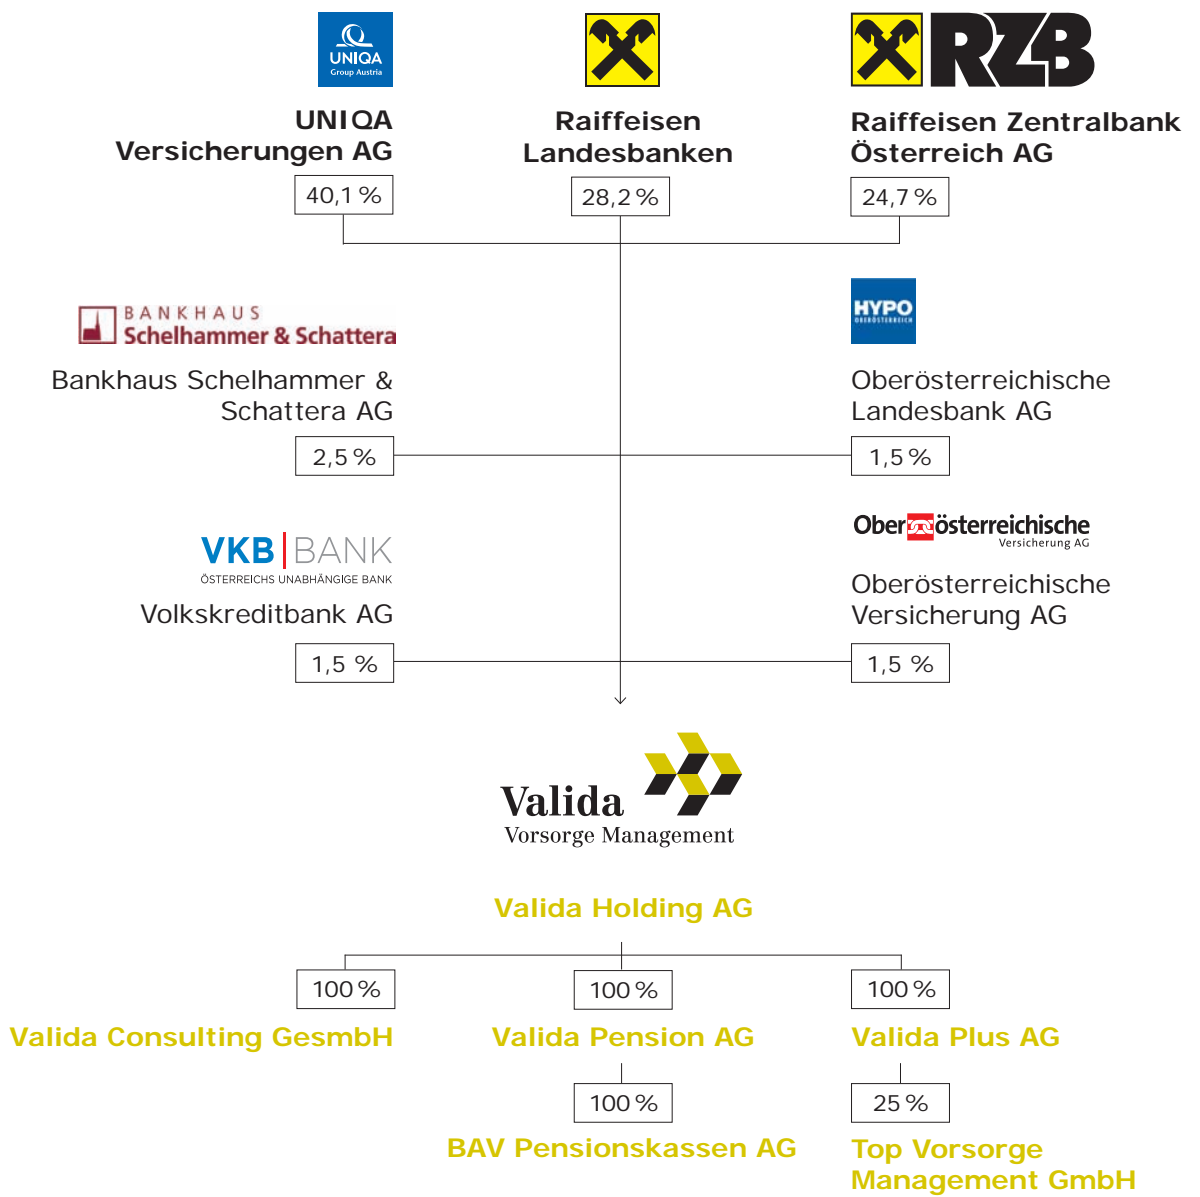 UNIQA
Group Austria
RZB
UNIQA
Versicherungen AG
40,1 %
Raiffeisen
Landesbanken
28,2 %
Raiffeisen Zentralbank
Österreich AG
24,7 %
BANKHAUS
Schelhammer & Schattera
Bankhaus Schelhammer &
Schattera AG
2,5 %
HYPO
OBERÖSTERREICH
Oberösterreichische
Landesbank AG
1,5 %
VKB BANK
ÖSTERREICHS UNABHÄNGIGE BANK
Volkskreditbank AG
1,5 %
Oberösterreichische
Versicherung AG
Oberösterreichische
Versicherung AG
1,5 %
Valida
Vorsorge Management
Valida Holding AG
100 %
Valida Consulting GesmbH
100 %
Valida Pension AG
100 %
Valida Plus AG
100 %
BAV Pensionskassen AG
25 %
Top Vorsorge
Management GmbH